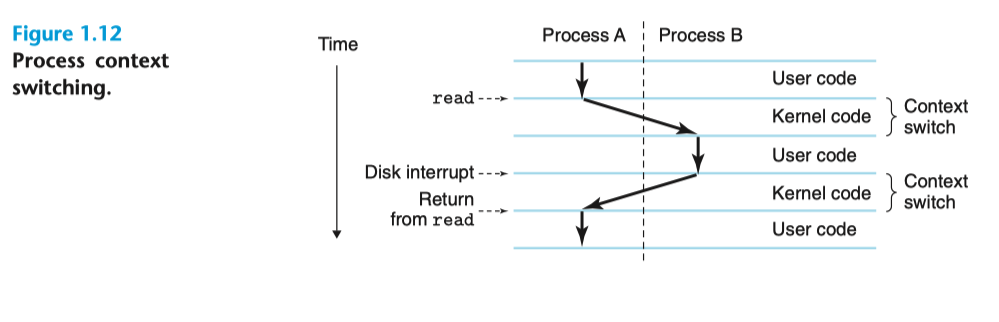 Figure 1.12
Process context
switching.
Time
Process A
Process B
User code
read
Kernel code
Context
switch
User code
Disk interrupt
Kernel code
Context
switch
Return
from read
User code